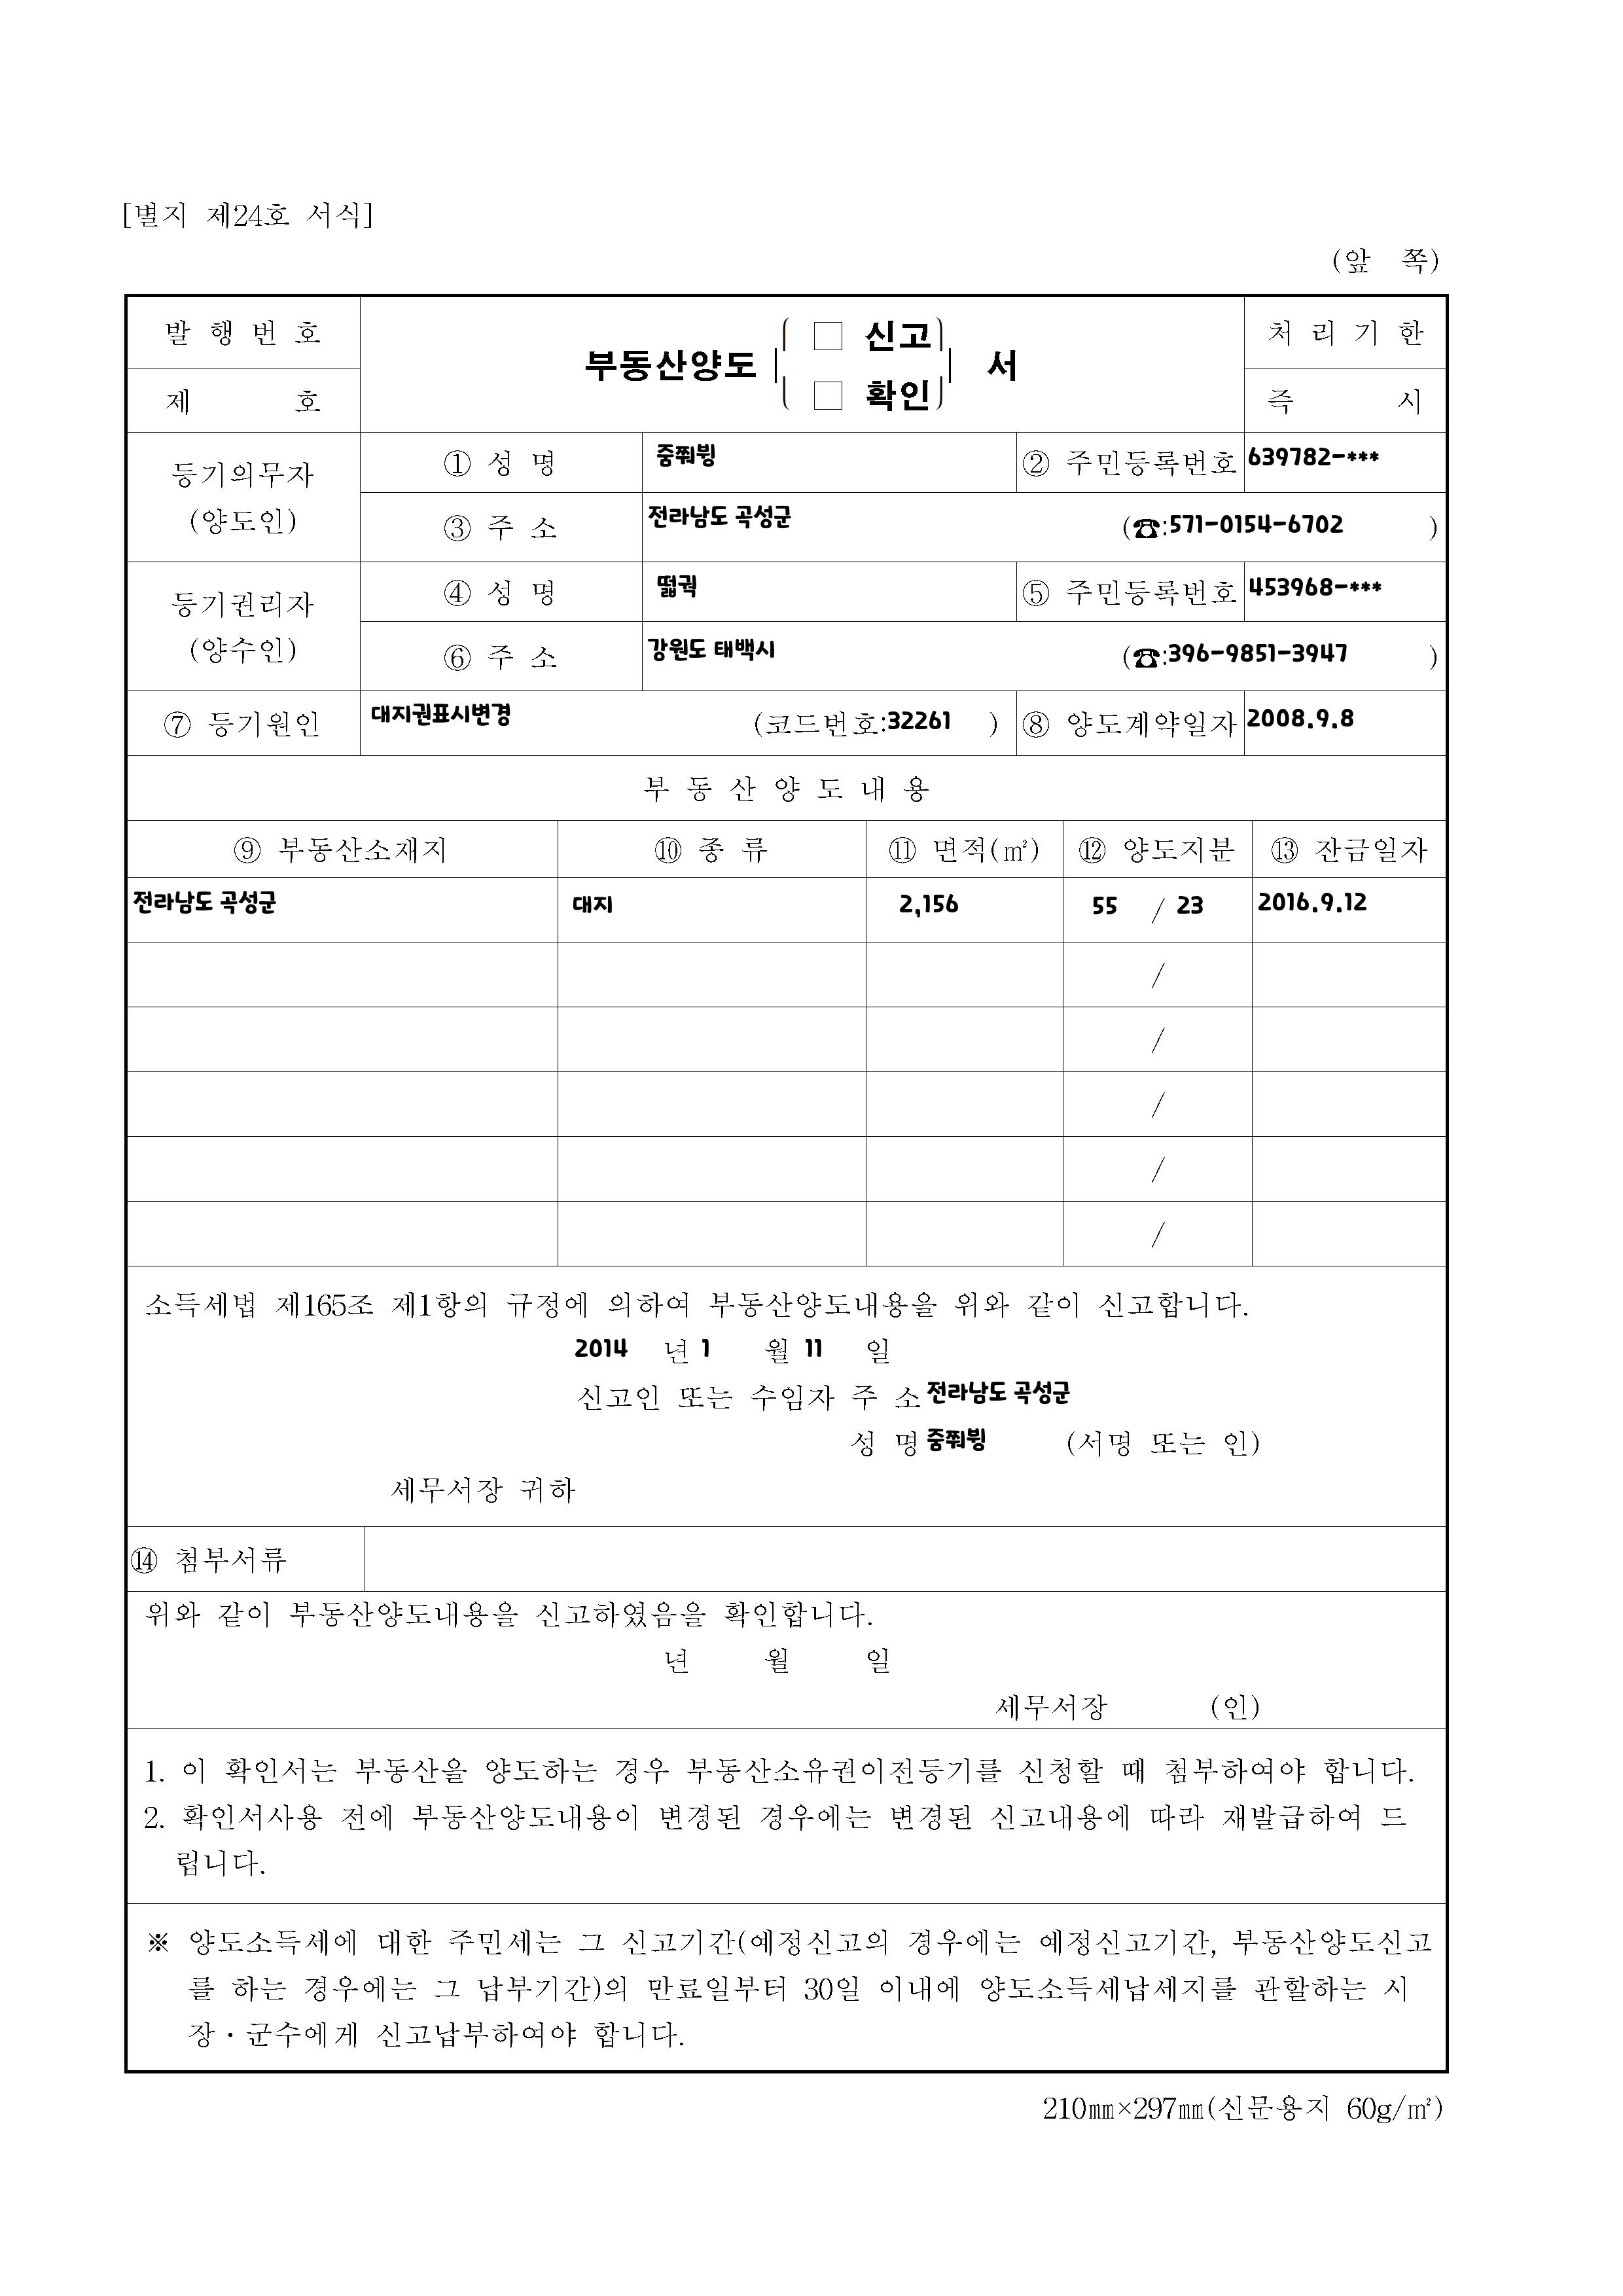 [별지 제24호 서식]
(앞 쪽)
발 행 번 호
제 호
부동산양도 □ 신고 □ 확인 서
처 리 기 한
즉 시
등기의무자
(양도인)
① 성 명 줌쭤뷩 ② 주민등록번호 639782-***
③ 주 소 전라남도 곡성군 (☎:571-0154-6702 )
등기권리자
(양수인)
④ 성 명 떫궉 ⑤ 주민등록번호 453968-***
⑥ 주 소 강원도 태백시 (☎:396-9851-3947 )
⑦ 등기원인 대지권표시변경 (코드번호:32261 ) ⑧ 양도계약일자 2008.9.8
부 동 산 양 도 내 용
⑨ 부동산소재지 ⑩ 종 류 ⑪ 면적(㎡) ⑫ 양도지분 ⑬ 잔금일자
전라남도 곡성군 대지 2,156 55 / 23 2016.9.12
/
/
/
/
/
소득세법 제165조 제1항의 규정에 의하여 부동산양도내용을 위와 같이 신고합니다.
2014 년 1 월 11 일
신고인 또는 수임자 주 소 전라남도 곡성군
성 명 줌쭤뷩 (서명 또는 인)
세무서장 귀하
⑭ 첨부서류
위와 같이 부동산양도내용을 신고하였음을 확인합니다.
년 월 일
세무서장 (인)
1. 이 확인서는 부동산을 양도하는 경우 부동산소유권이전등기를 신청할 때 첨부하여야 합니다.
2. 확인서사용 전에 부동산양도내용이 변경된 경우에는 변경된 신고내용에 따라 재발급하여 드
립니다.
※ 양도소득세에 대한 주민세는 그 신고기간(예정신고의 경우에는 예정신고기간, 부동산양도신고
를 하는 경우에는 그 납부기간)의 만료일부터 30일 이내에 양도소득세납세지를 관할하는 시
장·군수에게 신고납부하여야 합니다.
210㎜×297㎜(신문용지 60g/㎡)